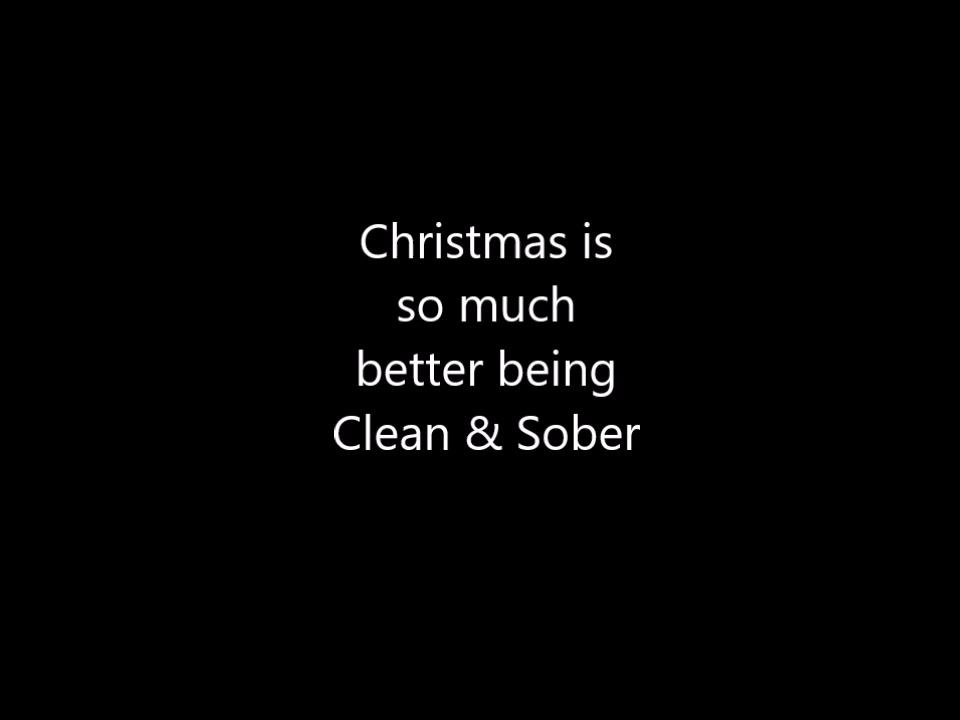 Christmas is
so much
better being
Clean & Sober